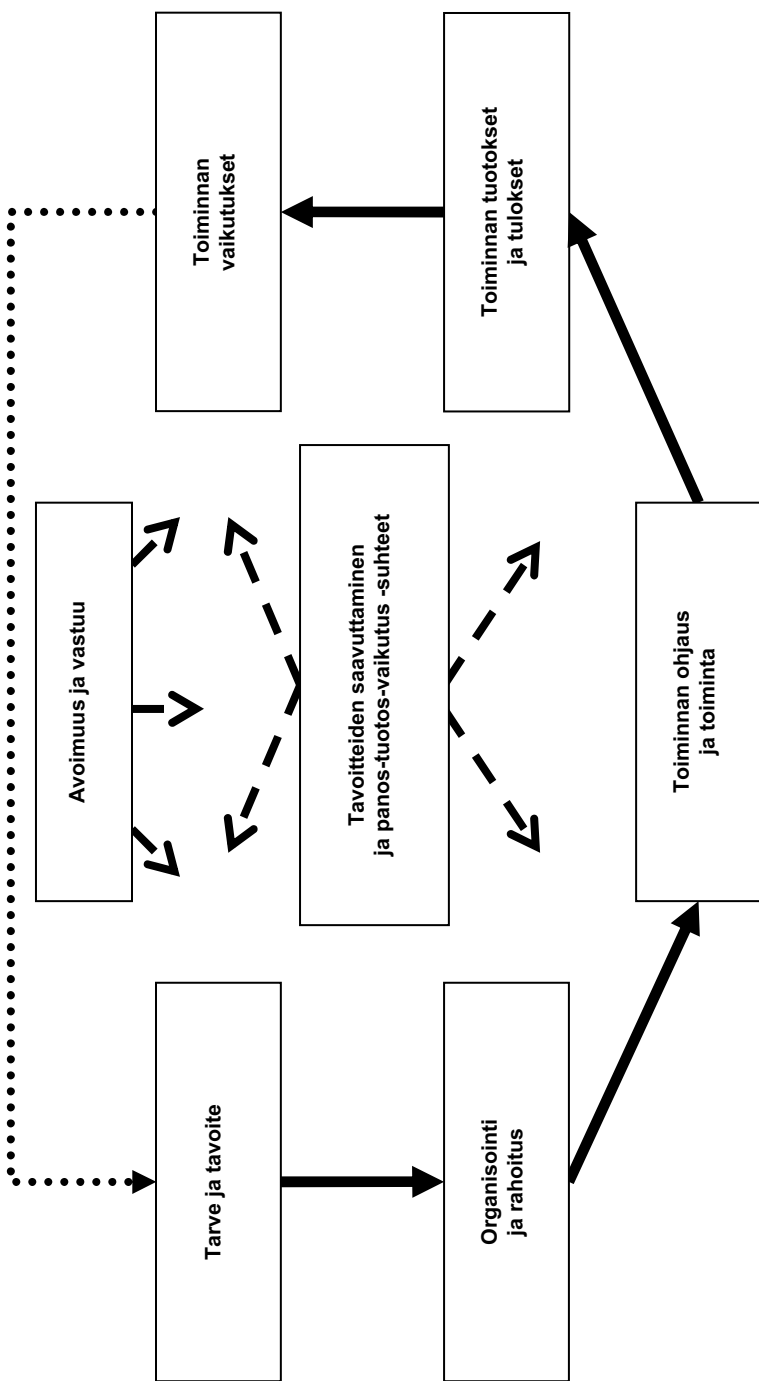 Avoimuus ja vastuu
Tarve ja tavoite
Toiminnan
vaikutukset
Tavoitteiden saavuttaminen
ja panos-tuotos-vaikutus -suhteet
Organisointi
ja rahoitus
Toiminnan tuotokset
ja tulokset
Toiminnan ohjaus
ja toiminta